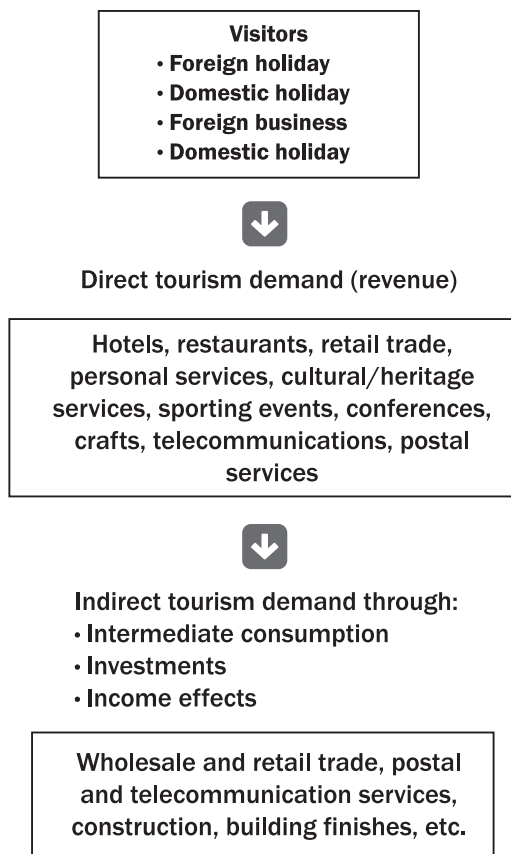 Visitors
• Foreign holiday
• Domestic holiday
• Foreign business
• Domestic holiday
Direct tourism demand (revenue)
Hotels, restaurants, retail trade,
personal services, cultural/heritage
services, sporting events, conferences,
crafts, telecommunications, postal
services
Indirect tourism demand through:
• Intermediate consumption
• Investments
• Income effects
Wholesale and retail trade, postal
and telecommunication services,
construction, building finishes, etc.